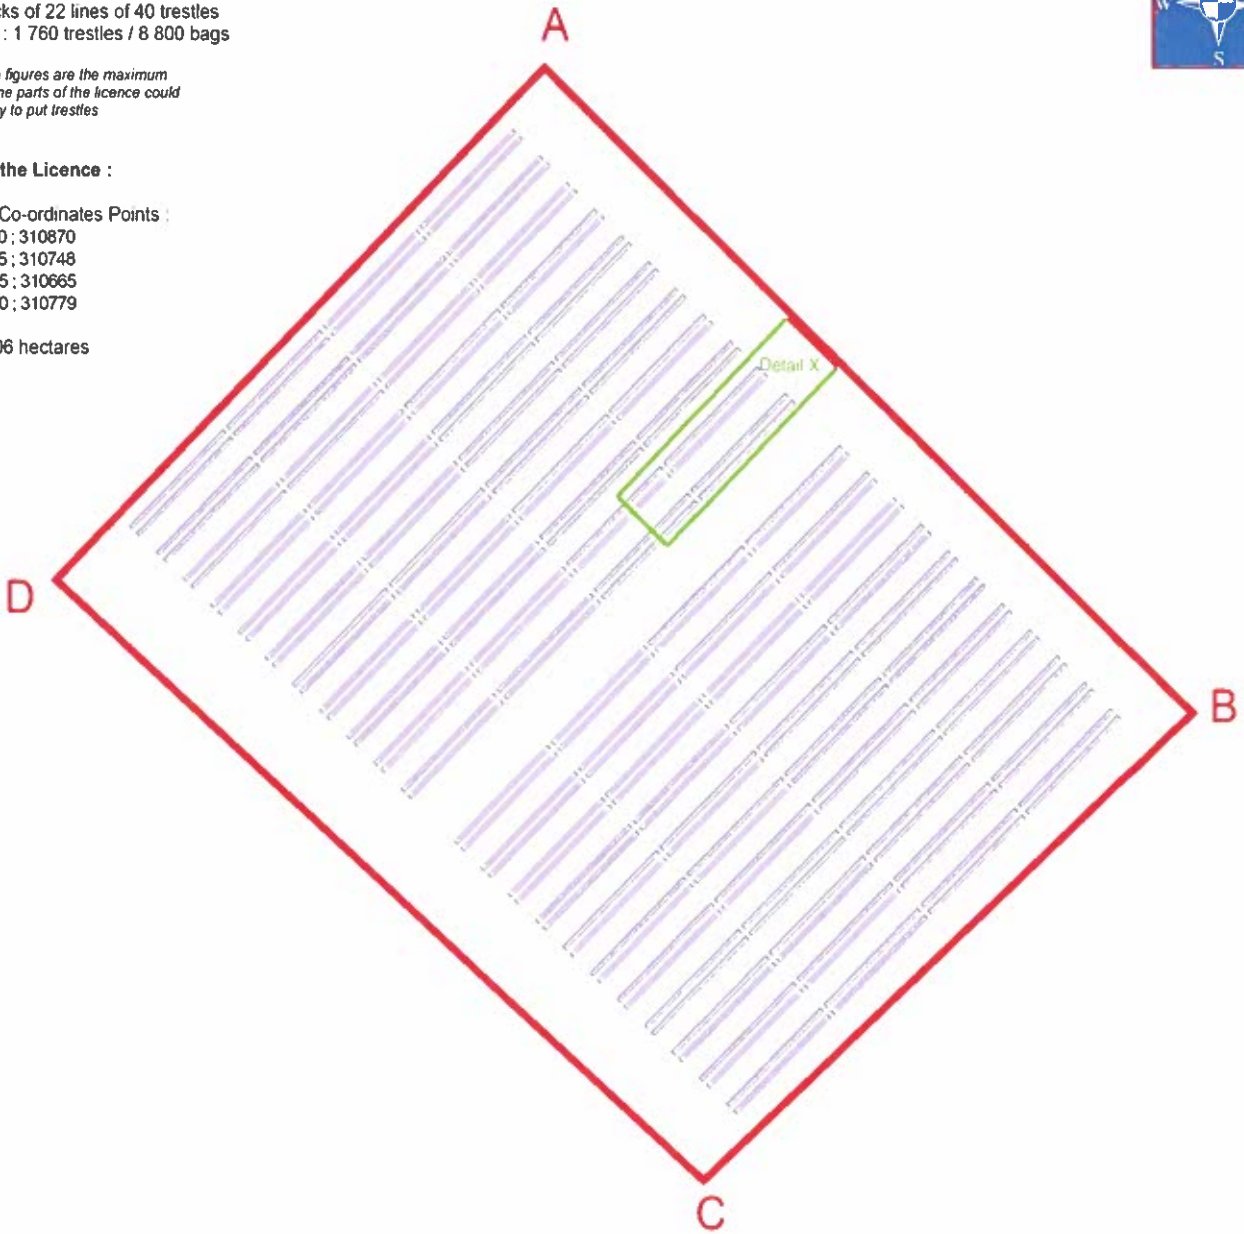 cks of 22 lines of 40 trestles
: 1 760 trestles / 8 800 bags
figures are the maximum
parts of the licence could
to put trestles
the Licence :
Co-ordinates Points :
0 ; 310870
5 ; 310748
5 ; 310665
0 ; 310779
06 hectares
A
W
S
Detail X
B
D
C